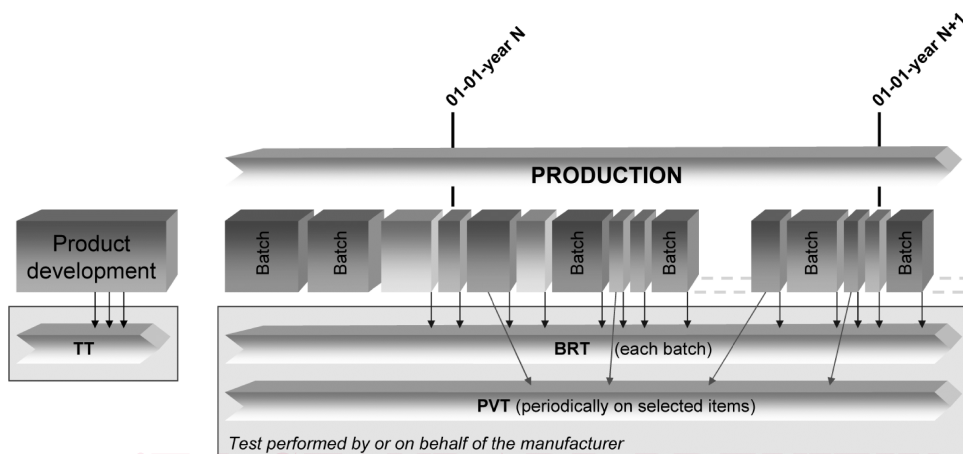 01-01-year N
01-01-year N+1
PRODUCTION
Product
development
Batch
Batch
Batch
Batch
Batch
Batch
TT
BRT (each batch)
PVT (periodically on selected items)
Test performed by or on behalf of the manufacturer